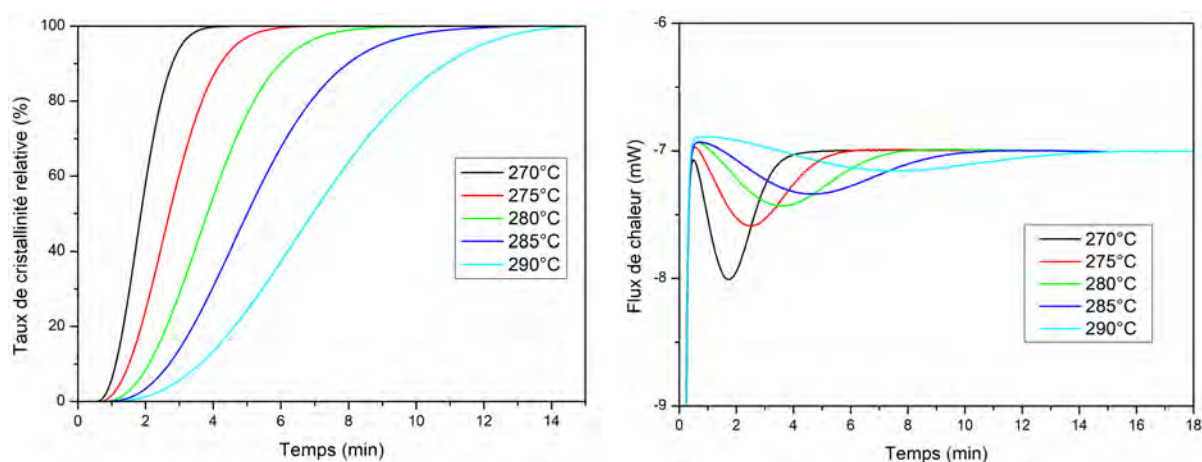 Taux de cristallinité relative (%)
100
80
60
40
20
0
0 2 4 6 8 10 12 14
Temps (min)
270°C
275°C
280°C
285°C
290°C
Flux de chaleur (mW)
-6
-7
-8
-9
0 2 4 6 8 10 12 14 16 18
Temps (min)
270°C
275°C
280°C
285°C
290°C